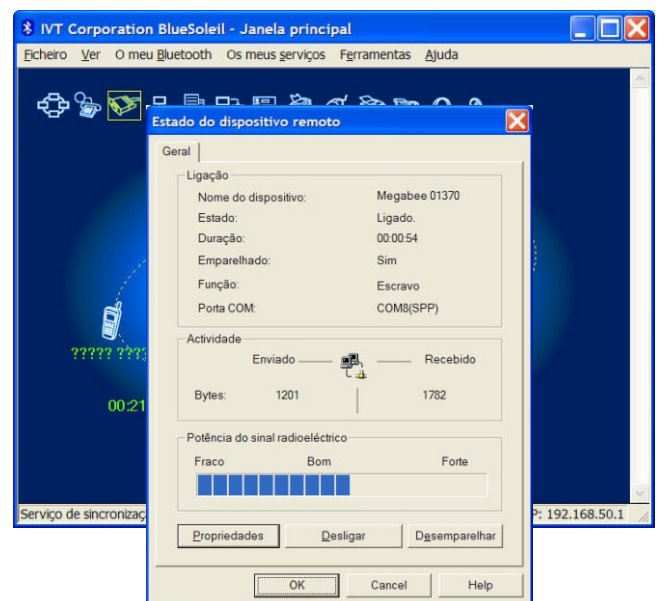 IVT Corporation BlueSoleil - Janela principal
Ficheiro Ver O meu Bluetooth Os meus serviços Ferramentas Ajuda
Estado do dispositivo remoto
Geral
Ligação
Nome do dispositivo: Megabee 01370
Estado: Ligado.
Duração: 00:00:54
Emparelhado: Sim
Função: Escravo
Porta COM: COM8(SPP)
Actividade
Enviado Recebido
Bytes: 1201 1782
????? ????
00:21
Potência do sinal radioeléctrico
Fraco Bom Forte
Serviço de sincronizaç P: 192.168.50.1
Propriedades Desligar Desemparelhar
OK Cancel Help